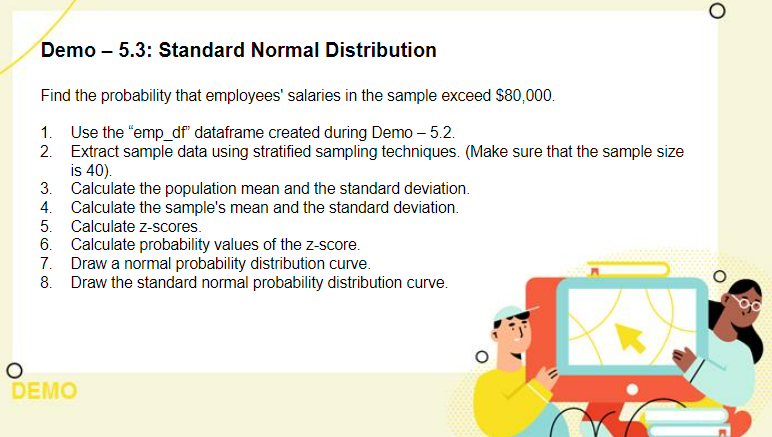 Demo – 5.3: Standard Normal Distribution
Find the probability that employees' salaries in the sample exceed $80,000.
1. Use the “emp_df” dataframe created during Demo – 5.2.
2. Extract sample data using stratified sampling techniques. (Make sure that the sample size
is 40).
3. Calculate the population mean and the standard deviation.
4. Calculate the sample's mean and the standard deviation.
5. Calculate z-scores.
6. Calculate probability values of the z-score.
7. Draw a normal probability distribution curve.
8. Draw the standard normal probability distribution curve.
DEMO